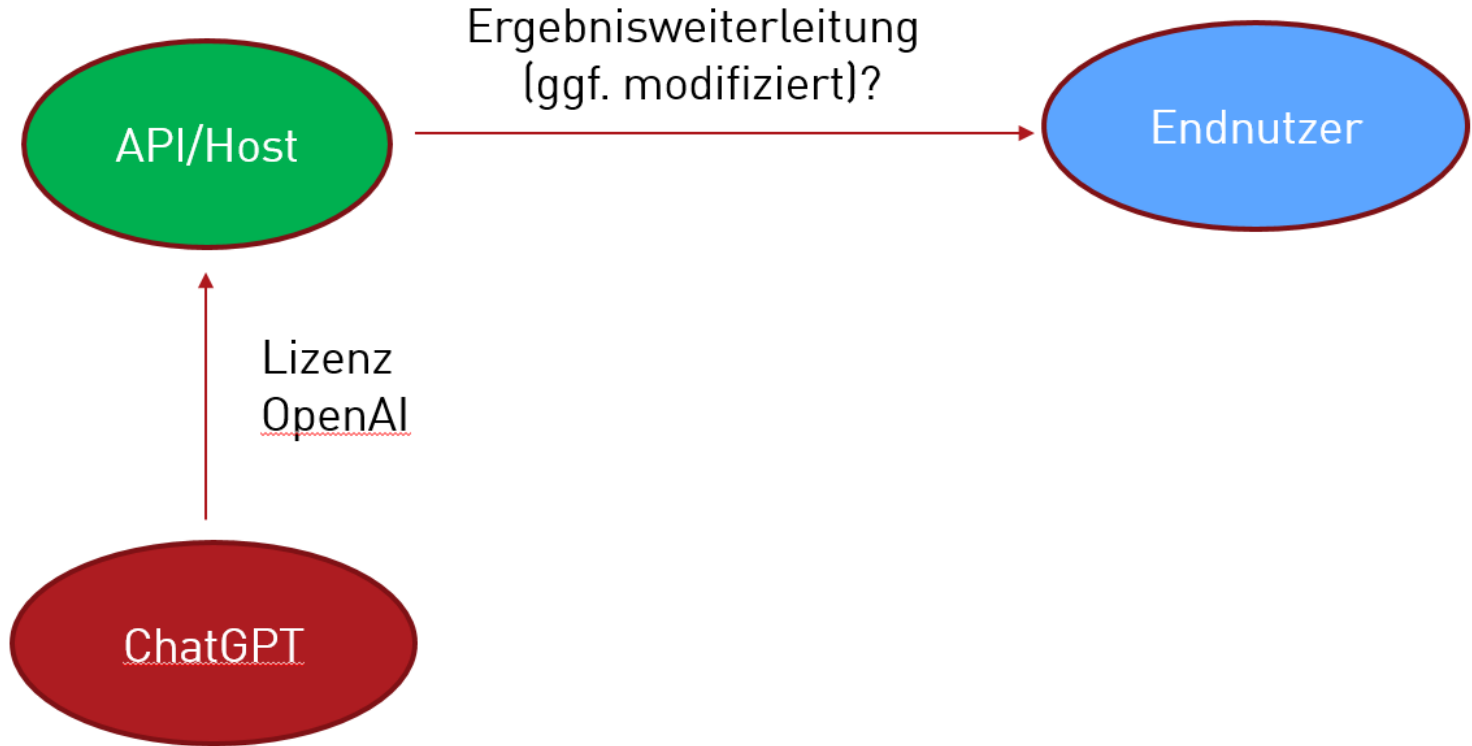 Ergebnisweiterleitung
(ggf. modifiziert)?
API/Host
Endnutzer
Lizenz
OpenAI
ChatGPT